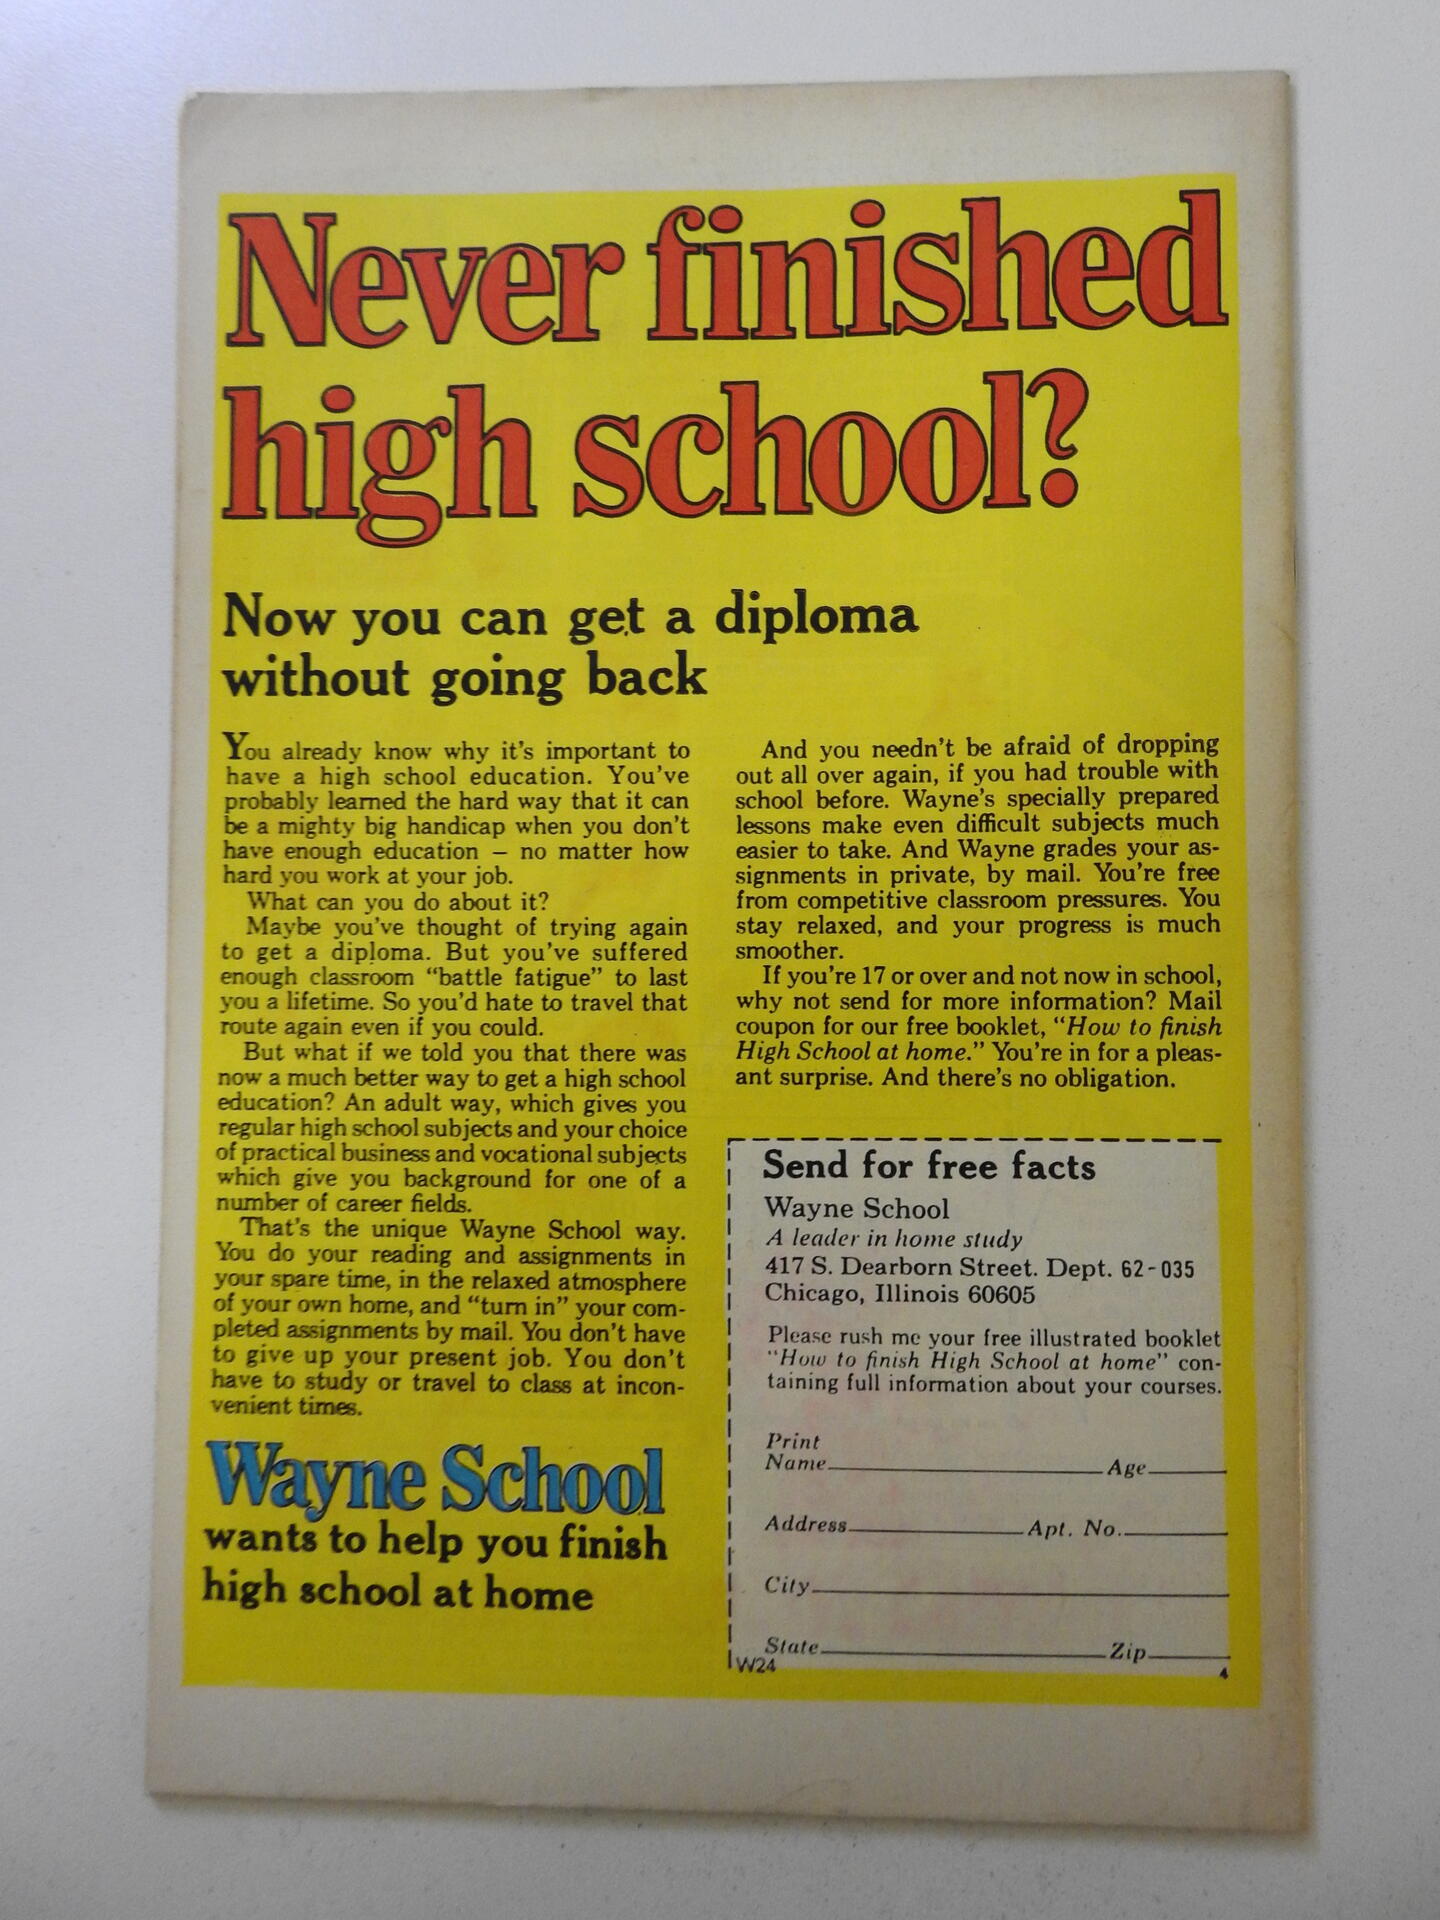 Never finished
high school?
Now you can get a diploma
without going back
You already know why it's important to
have a high school education. You've
probably learned the hard way that it can
be a mighty big handicap when you don't
have enough education – no matter how
hard you work at your job.
What can you do about it?
Maybe you've thought of trying again
to get a diploma. But you've suffered
enough classroom "battle fatigue" to last
you a lifetime. So you'd hate to travel that
route again even if you could.
But what if we told you that there was
now a much better way to get a high school
education? An adult way, which gives you
regular high school subjects and your choice
of practical business and vocational subjects
which give you background for one of a
number of career fields.
That's the unique Wayne School way.
You do your reading and assignments in
your spare time, in the relaxed atmosphere
of your own home, and "turn in" your com-
pleted assignments by mail. You don't have
to give up your present job. You don't
have to study or travel to class at incon-
venient times.
Wayne School
wants to help you finish
high school at home
And you needn't be afraid of dropping
out all over again, if you had trouble with
school before. Wayne's specially prepared
lessons make even difficult subjects much
easier to take. And Wayne grades your as-
signments in private, by mail. You're free
from competitive classroom pressures. You
stay relaxed, and your progress is much
smoother.
If you're 17 or over and not now in school,
why not send for more information? Mail
coupon for our free booklet, "How to finish
High School at home." You're in for a pleas-
ant surprise. And there's no obligation.
Send for free facts
Wayne School
A leader in home study
417 S. Dearborn Street. Dept. 62-035
Chicago, Illinois 60605
Please rush me your free illustrated booklet
"How to finish High School at home" con-
taining full information about your courses.
Print
Name Age
Address Apt. No.
City
State Zip
W24 4